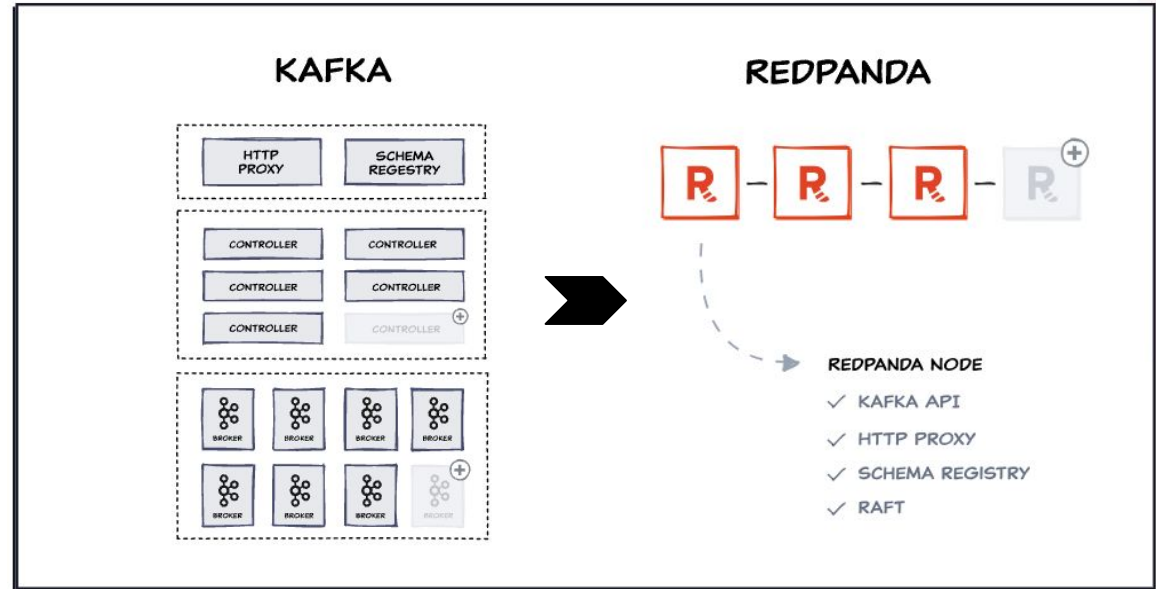 KAFKA
HTTP
PROXY
SCHEMA
REGESTRY
CONTROLLER
CONTROLLER
CONTROLLER
CONTROLLER
CONTROLLER
CONTROLLER
BROKER
BROKER
BROKER
BROKER
BROKER
BROKER
BROKER
BROKER
REDPANDA
R
R
R
R
REDPANDA NODE
✓ KAFKA API
✓ HTTP PROXY
✓ SCHEMA REGISTRY
✓ RAFT